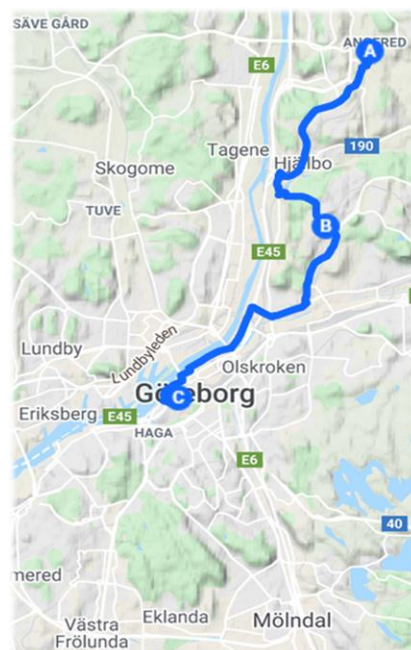 SÄVE GÅRD
ANGERED
A
E6
Tagene
190
Hjällbo
Skogome
TUVE
B
E45
Lundbyleden
Lundby
Olskroken
Göteborg
C
Eriksberg
E45
HAGA
E6
40
mered
Eklanda
Mölndal
Västra
Frölunda